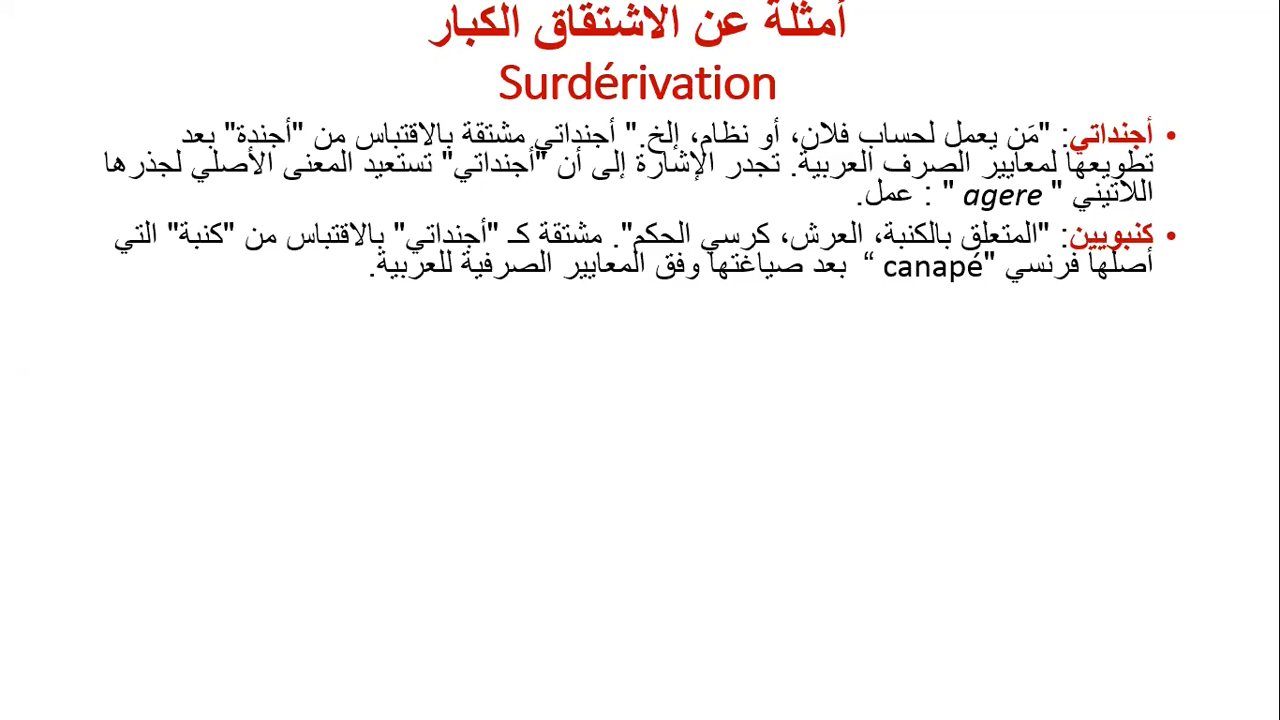 أمثلة عن الاشتقاق الكبار
Surdérivation
• أجنداتي: "مَن يعمل لحساب فلان، أو نظام، إلخ." أجنداتي مشتقة بالاقتباس من "أجندة" بعد
تطويعها لمعايير الصرف العربية. تجدر الإشارة إلى أن "أجنداتي" تستعيد المعنى الأصلي لجذرها
اللاتيني " agere " : عمل.
• كنبويين: "المتعلق بالكنبة، العرش، كرسي الحكم". مشتقة كـ "أجنداتي" بالاقتباس من "كنبة" التي
أصلها فرنسي "canapé “ بعد صياغتها وفق المعايير الصرفية للعربية.